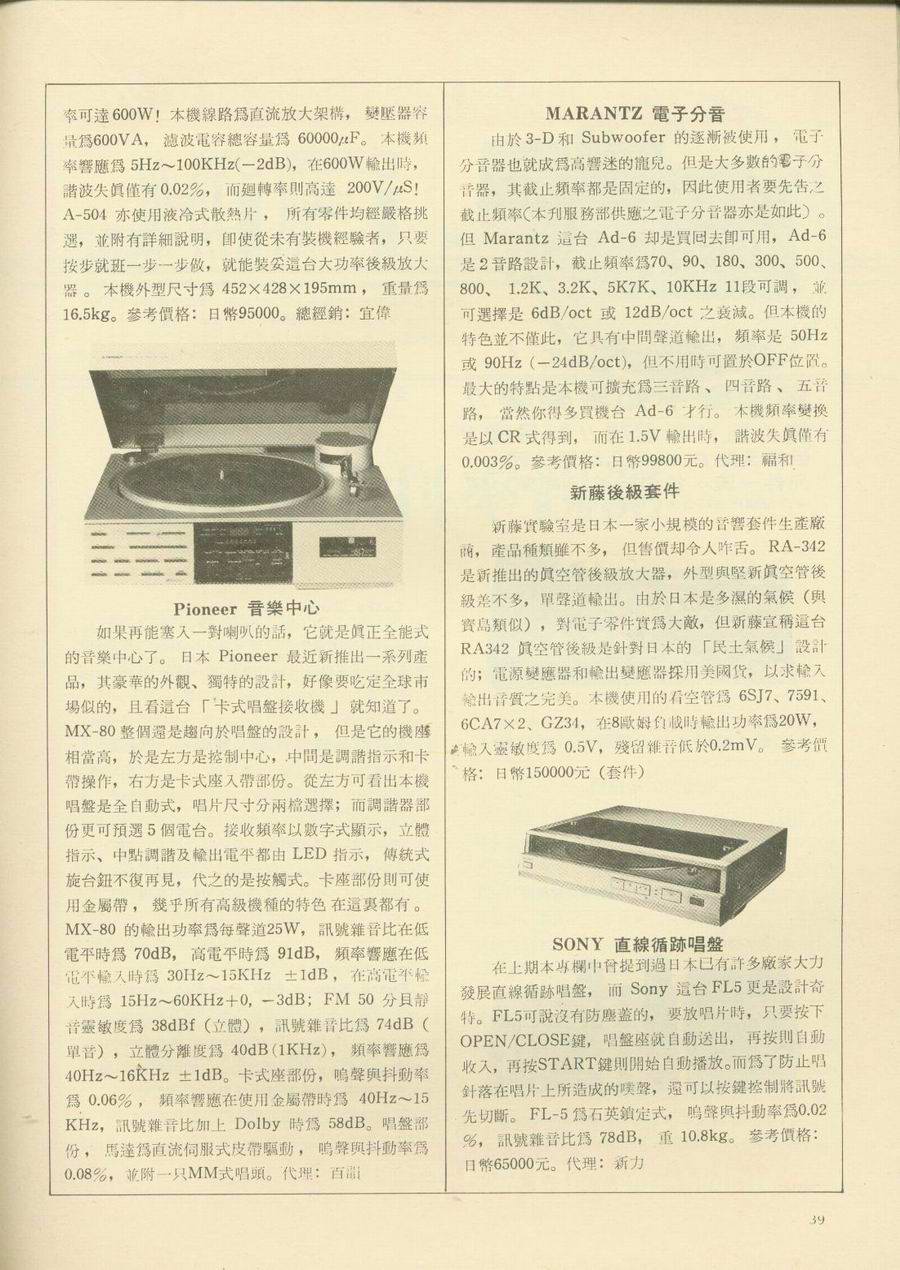 率可達600W！本機線路爲直流放大架構，變壓器容
量爲600VA，濾波電容總容量爲 60000μF。本機頻
率響應爲 5Hz～100KHz(－2dB)，在600W輸出時，
諧波失眞僅有0.02%，而廻轉率則高達 200V/μS！
A-504 亦使用液冷式散熱片，所有零件均經嚴格挑
選，並附有詳細說明，卽使從未有裝機經驗者，只要
按步就班一步一步做，就能裝妥這台大功率後級放大
器。本機外型尺寸爲 452×428×195mm，重量爲
16.5kg。參考價格：日幣95000。總經銷：宜偉
Pioneer 音樂中心
如果再能塞入一對喇叭的話，它就是眞正全能式
的音樂中心了。日本 Pioneer 最近新推出一系列產
品，其豪華的外觀、獨特的設計，好像要吃定全球市
場似的，且看這台「卡式唱盤接收機」就知道了。
MX-80 整個還是趨向於唱盤的設計，但是它的機座
相當高，於是左方是控制中心，中間是調諧指示和卡
帶操作，右方是卡式座入帶部份。從左方可看出本機
唱盤是全自動式，唱片尺寸分兩檔選擇；而調諧器部
份更可預選5個電台。接收頻率以數字式顯示，立體
指示、中點調諧及輸出電平都由 LED 指示，傳統式
旋台鈕不復再見，代之的是按觸式。卡座部份則可使
用金屬帶，幾乎所有高級機種的特色在這裏都有。
MX-80 的輸出功率爲每聲道25W，訊號雜音比在低
電平時爲 70dB，高電平時爲 91dB，頻率響應在低
電平輸入時爲 30Hz～15KHz ±1dB，在高電平輸
入時爲 15Hz～60KHz+0, －3dB；FM 50 分貝靜
音靈敏度爲 38dBf（立體），訊號雜音比爲 74dB（
單音），立體分離度爲 40dB(1KHz)，頻率響應爲
40Hz～16KHz ±1dB。卡式座部份，嗚聲與抖動率
爲 0.06%，頻率響應在使用金屬帶時爲 40Hz～15
KHz，訊號雜音比加上 Dolby 時爲 58dB。唱盤部
份，馬達爲直流伺服式皮帶驅動，嗚聲與抖動率爲
0.08%，並附一只MM式唱頭。代理：百韻
MARANTZ 電子分音
由於 3-D 和 Subwoofer 的逐漸被使用，電子
分音器也就成爲高響迷的寵兒。但是大多數的電子分
音器，其截止頻率都是固定的，因此使用者要先告之
截止頻率（本刋服務部供應之電子分音器亦是如此）。
但 Marantz 這台 Ad-6 却是買回去卽可用，Ad-6
是2音路設計，截止頻率爲70、90、180、300、500、
800、 1.2K、3.2K、5K7K、10KHz 11段可調，並
可選擇是 6dB/oct 或 12dB/oct 之衰減。但本機的
特色並不僅此，它具有中間聲道輸出，頻率是 50Hz
或 90Hz（－24dB/oct)，但不用時可置於OFF位置。
最大的特點是本機可擴充爲三音路、四音路、五音
路，當然你得多買機台 Ad-6 才行。本機頻率變換
是以 CR 式得到，而在 1.5V 輸出時，諧波失眞僅有
0.003%。參考價格：日幣99800元。代理：福和
新藤後級套件
新藤實驗室是日本一家小規模的音響套件生產廠
商，產品種類雖不多，但售價却令人咋舌。RA-342
是新推出的眞空管後級放大器，外型與堅新眞空管後
級差不多，單聲道輸出。由於日本是多濕的氣候（與
寶島類似），對電子零件實爲大敵，但新藤宣稱這台
RA342 眞空管後級是針對日本的「民土氣候」設計
的；電源變應器和輸出變應器採用美國貨，以求輸入
輸出音質之完美。本機使用的看空管爲 6SJ7、7591、
6CA7×2、GZ34，在8歐姆負載時輸出功率爲20W，
輸入靈敏度爲 0.5V，殘留雜音低於0.2mV。參考價
格：日幣150000元（套件）
SONY 直線循跡唱盤
在上期本專欄中曾提到過日本已有許多廠家大力
發展直線循跡唱盤，而 Sony 這台 FL5 更是設計奇
特。FL5可說沒有防塵蓋的，要放唱片時，只要按下
OPEN/CLOSE鍵，唱盤座就自動送出，再按則自動
收入，再按START鍵則開始自動播放。而爲了防止唱
針落在唱片上所造成的噗聲，還可以按鍵控制將訊號
先切斷。FL-5 爲石英鎖定式，嗚聲與抖動率爲0.02
%，訊號雜音比爲 78dB，重 10.8kg。參考價格：
日幣65000元。代理：新力
39